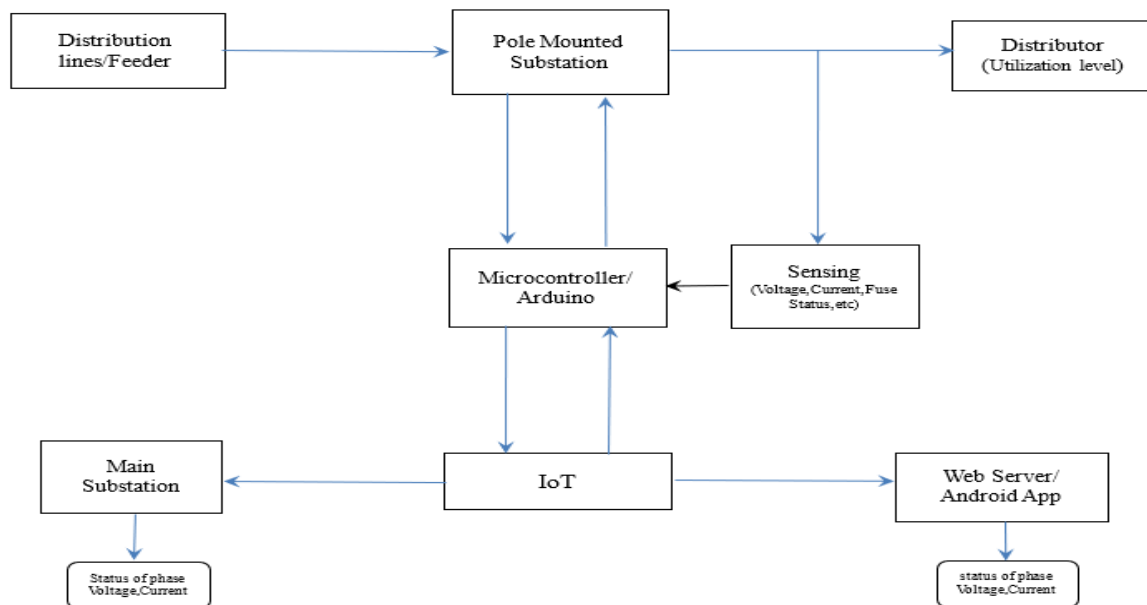 Distribution
lines/Feeder
Pole Mounted
Substation
Distributor
(Utilization level)
Microcontroller/
Arduino
Sensing
(Voltage,Current,Fuse
Status,etc)
Main
Substation
IoT
Web Server/
Android App
Status of phase
Voltage,Current
status of phase
Voltage,Current